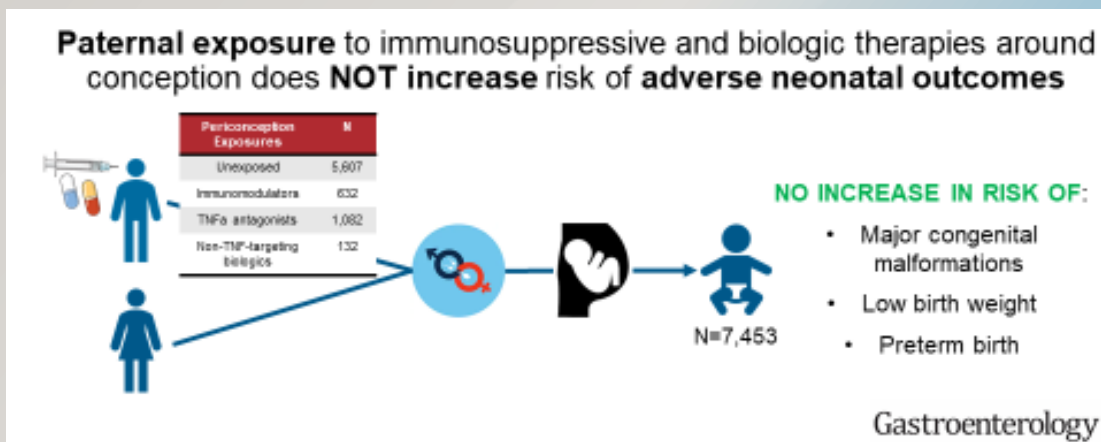 Paternal exposure to immunosuppressive and biologic therapies around
conception does NOT increase risk of adverse neonatal outcomes
Periconception
Exposures
N
Unexposed 5,607
Immunomodulators 632
TNFa antagonists 1,082
Non-TNF-targeting
biologics
132
N=7,453
NO INCREASE IN RISK OF:
• Major congenital
malformations
• Low birth weight
• Preterm birth
Gastroenterology